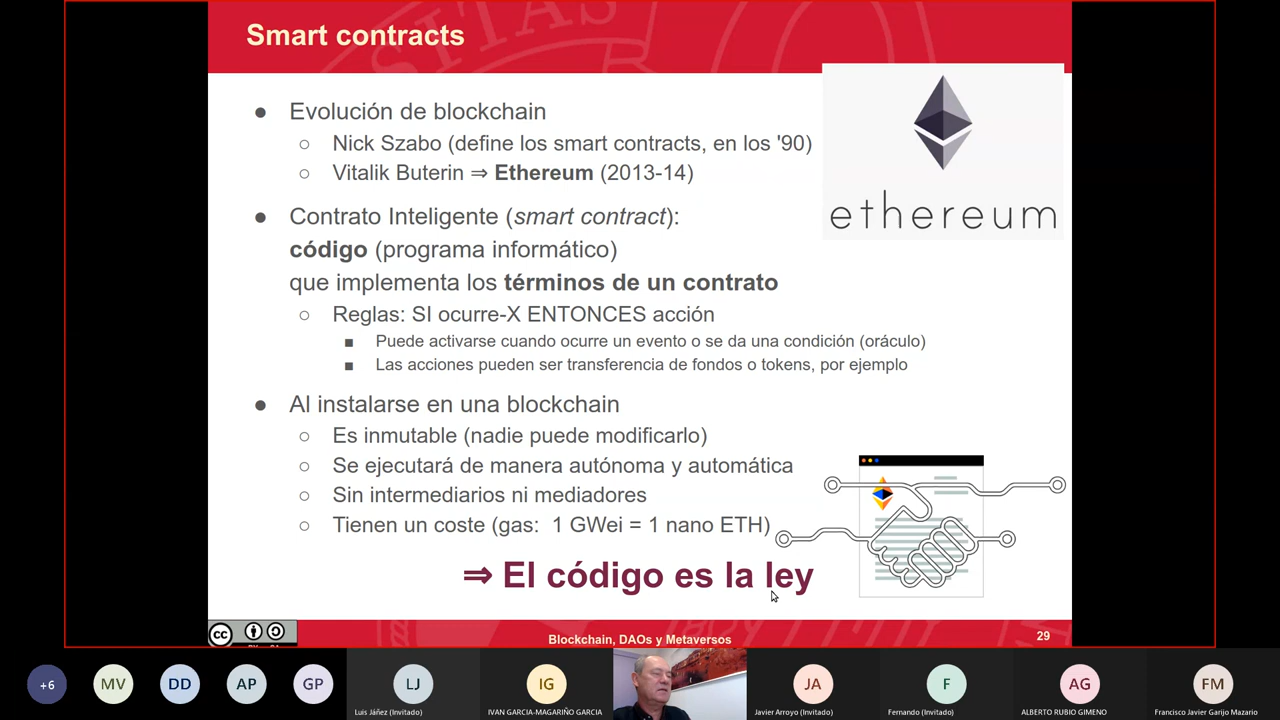 Smart contracts
● Evolución de blockchain
○ Nick Szabo (define los smart contracts, en los '90)
○ Vitalik Buterin ⇒ Ethereum (2013-14)
ethereum
● Contrato Inteligente (smart contract):
código (programa informático)
que implementa los términos de un contrato
○ Reglas: SI ocurre-X ENTONCES acción
■ Puede activarse cuando ocurre un evento o se da una condición (oráculo)
■ Las acciones pueden ser transferencia de fondos o tokens, por ejemplo
● Al instalarse en una blockchain
○ Es inmutable (nadie puede modificarlo)
○ Se ejecutará de manera autónoma y automática
○ Sin intermediarios ni mediadores
○ Tienen un coste (gas: 1 GWei = 1 nano ETH)
⇒ El código es la ley
cc
Blockchain, DAOs y Metaversos
29
+6
MV
DD
AP
GP
LJ
IG
JA
F
AG
FM
Luis Jáñez (Invitado)
IVAN GARCIA-MAGARIÑO GARCIA
Javier Arroyo (Invitado)
Fernando (Invitado)
ALBERTO RUBIO GIMENO
Francisco Javier Garijo Mazario